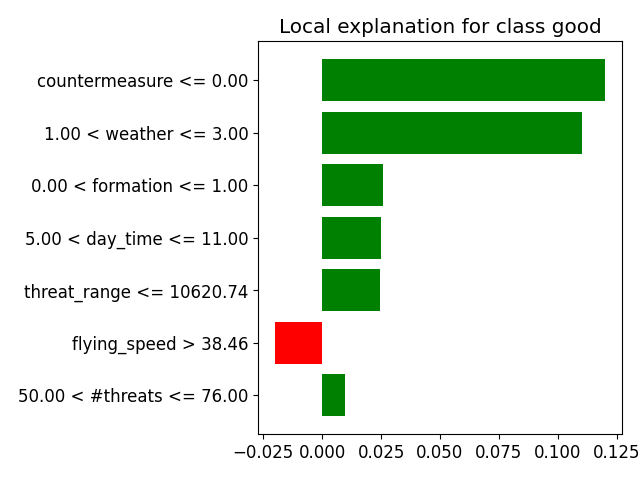 Local explanation for class good
countermeasure <= 0.00
1.00 < weather <= 3.00
0.00 < formation <= 1.00
5.00 < day_time <= 11.00
threat_range <= 10620.74
flying_speed > 38.46
50.00 < #threats <= 76.00
−0.025 0.000 0.025 0.050 0.075 0.100 0.125